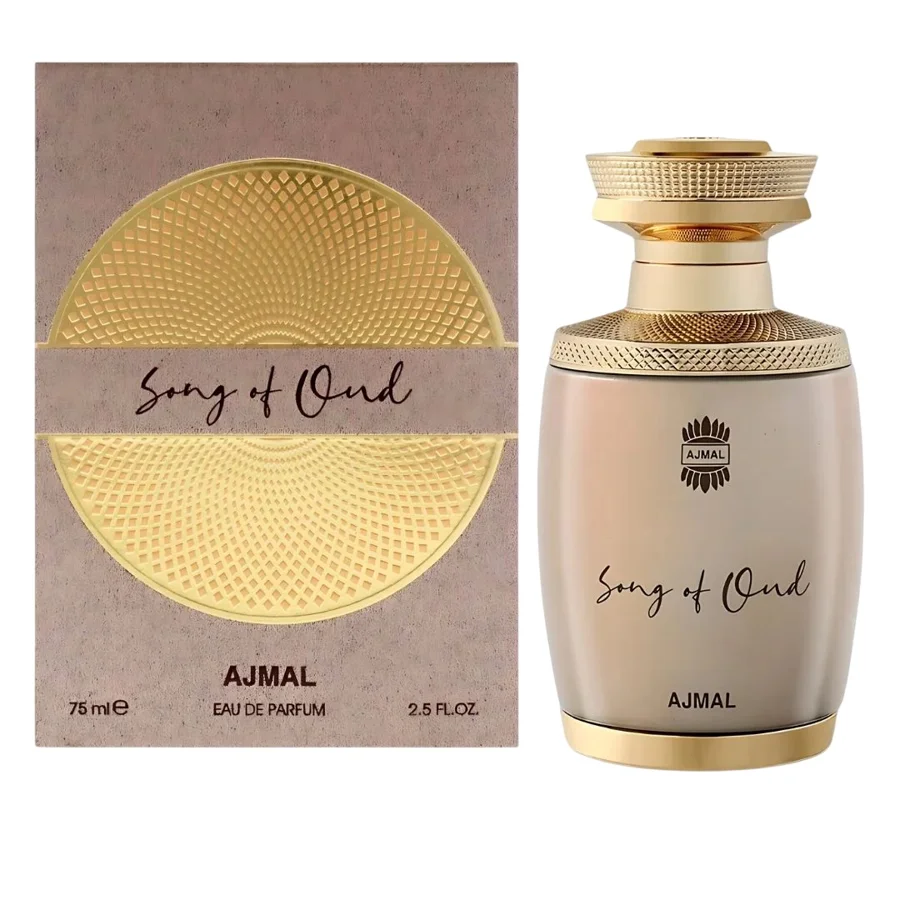 Song of Oud
AJMAL
75 ml e
EAU DE PARFUM
2.5 FL.OZ.
AJMAL
Song of Oud
AJMAL